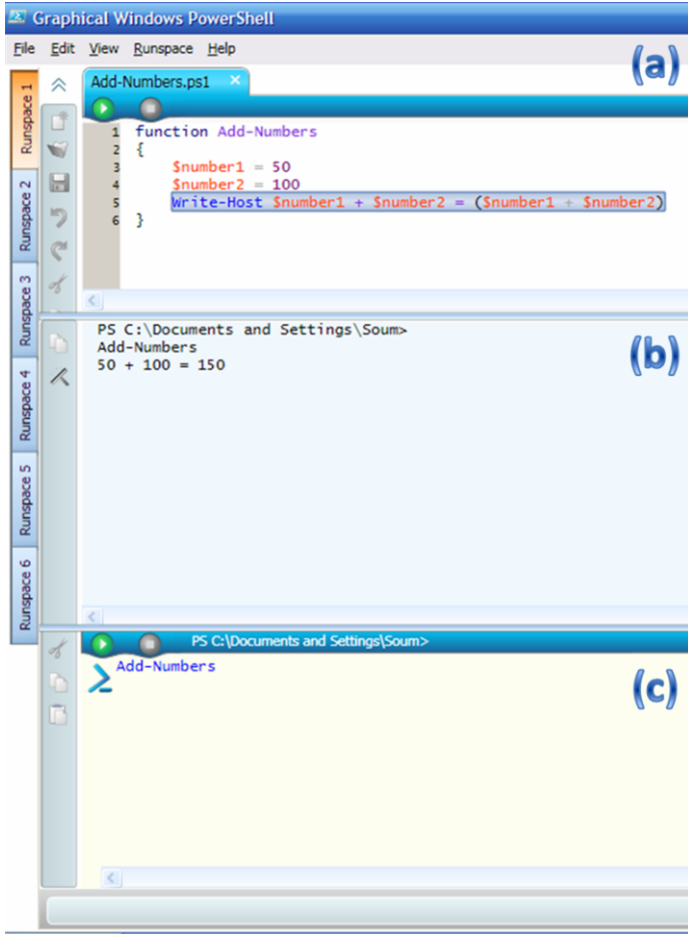 Graphical Windows PowerShell
File Edit View Runspace Help
(a)
Runspace 1
Runspace 2
Runspace 3
Runspace 4
Runspace 5
Runspace 6
Add-Numbers.ps1 ×
1 function Add-Numbers
2 {
3 $number1 = 50
4 $number2 = 100
5 Write-Host $number1 + $number2 = ($number1 + $number2)
6 }
PS C:\Documents and Settings\Soum>
Add-Numbers
50 + 100 = 150
(b)
PS C:\Documents and Settings\Soum>
Add-Numbers
(c)